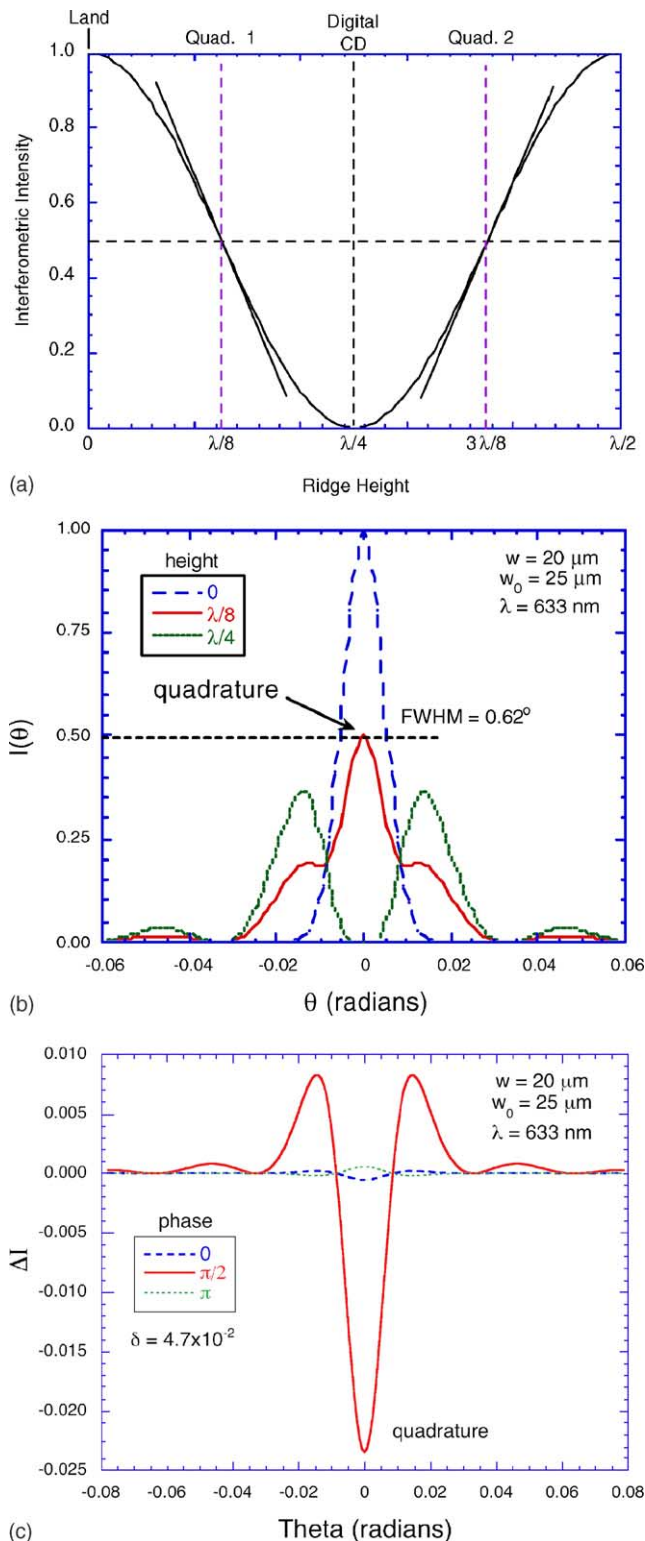 Land
Quad. 1
Digital
CD
Quad. 2
Interferometric Intensity
1.0
0.8
0.6
0.4
0.2
0.0
0
λ/8
λ/4
3λ/8
λ/2
(a)
Ridge Height
1.00
0.75
0.50
0.25
0.00
I(θ)
height
0
λ/8
λ/4
w = 20 μm
w₀ = 25 μm
λ = 633 nm
quadrature
FWHM = 0.62°
-0.06
-0.04
-0.02
0
0.02
0.04
0.06
(b)
θ (radians)
0.010
0.005
0.000
-0.005
-0.010
-0.015
-0.020
-0.025
ΔI
w = 20 μm
w₀ = 25 μm
λ = 633 nm
phase
0
π/2
π
δ = 4.7x10⁻²
quadrature
-0.08
-0.06
-0.04
-0.02
0
0.02
0.04
0.06
0.08
(c)
Theta (radians)